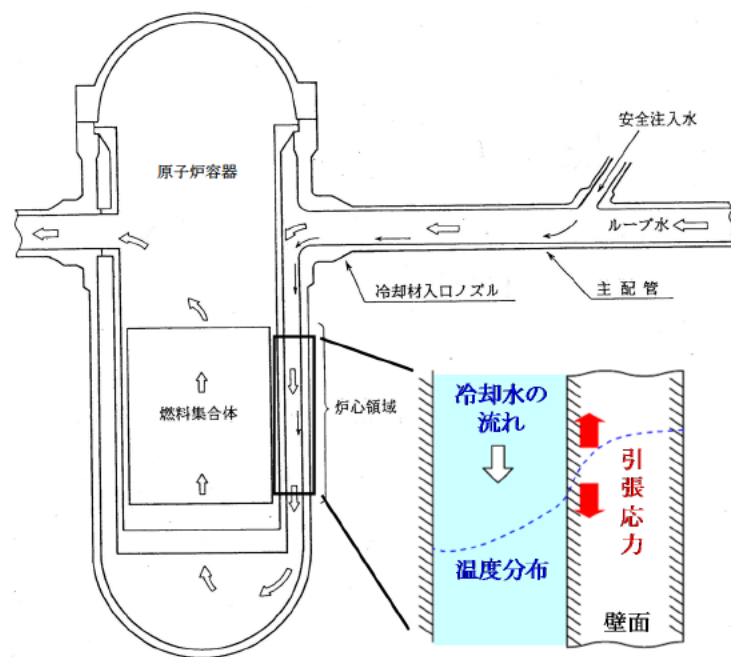 安全注入水
原子炉容器
ループ水
冷却材入口ノズル
主配管
燃料集合体
炉心領域
冷却水の
流れ
引張応力
温度分布
壁面